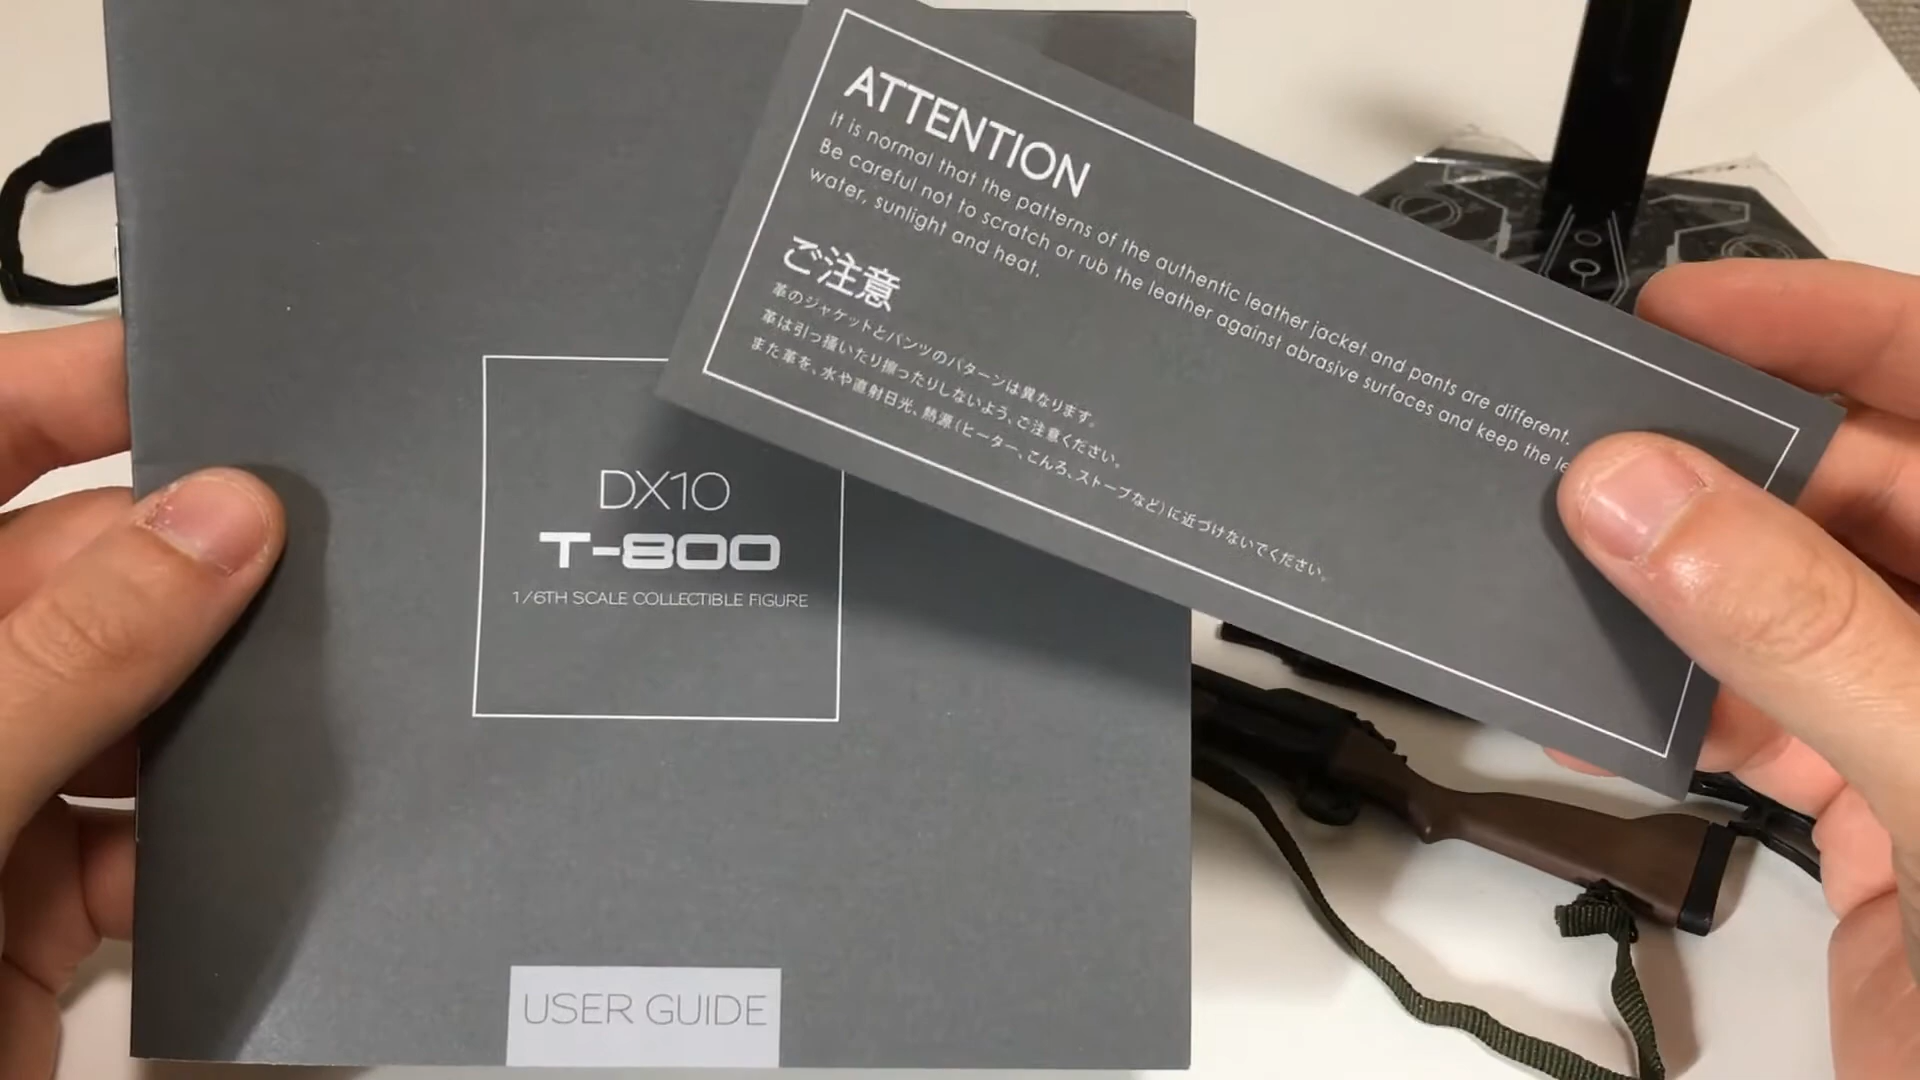 DX10
T-800
1/6TH SCALE COLLECTIBLE FIGURE
USER GUIDE
ATTENTION
It is normal that the patterns of the authentic leather jacket and pants are different.
Be careful not to scratch or rub the leather against abrasive surfaces and keep the
water, sunlight and heat.
ご注意
革のジャケットとパンツのパターンは異なります。
革は引っ掻いたり擦ったりしないよう、ご注意ください。
また革を、水や直射日光、熱源(ヒーター、こんろ、ストーブなど)に近づけないでください。